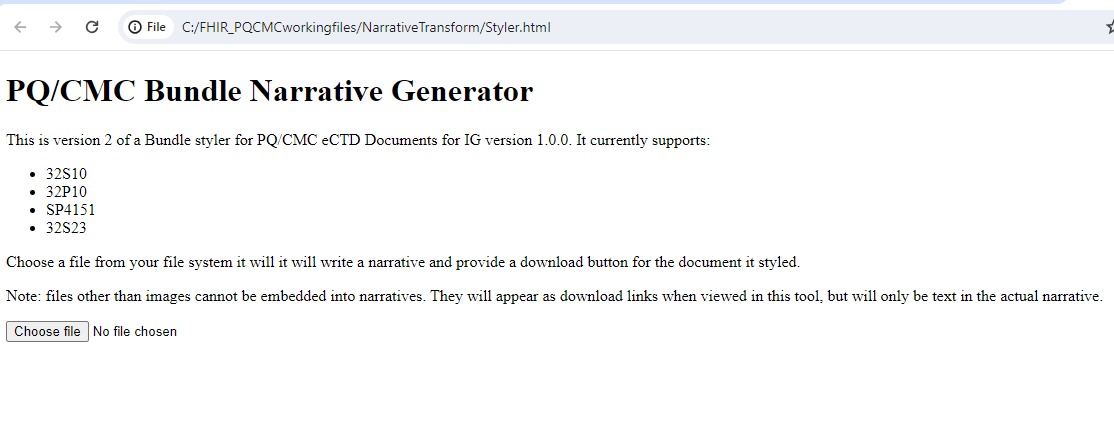 File C:/FHIR_PQCMCworkingfiles/NarrativeTransform/Styler.html
PQ/CMC Bundle Narrative Generator
This is version 2 of a Bundle styler for PQ/CMC eCTD Documents for IG version 1.0.0. It currently supports:
• 32S10
• 32P10
• SP4151
• 32S23
Choose a file from your file system it will it will write a narrative and provide a download button for the document it styled.
Note: files other than images cannot be embedded into narratives. They will appear as download links when viewed in this tool, but will only be text in the actual narrative.
Choose file No file chosen